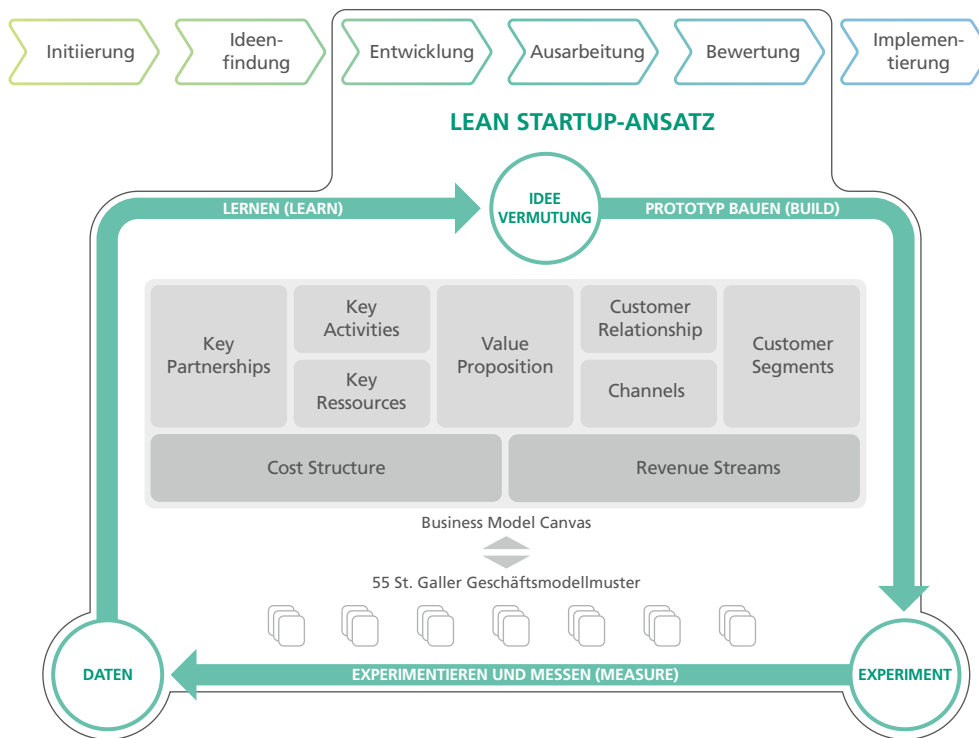 Initiierung
Ideen-
findung
Entwicklung
Ausarbeitung
Bewertung
Implemen-
tierung
LEAN STARTUP-ANSATZ
LERNEN (LEARN)
IDEE
VERMUTUNG
PROTOTYP BAUEN (BUILD)
Key
Partnerships
Key
Activities
Key
Ressources
Value
Proposition
Customer
Relationship
Channels
Customer
Segments
Cost Structure
Revenue Streams
Business Model Canvas
55 St. Galler Geschäftsmodellmuster
DATEN
EXPERIMENTIEREN UND MESSEN (MEASURE)
EXPERIMENT